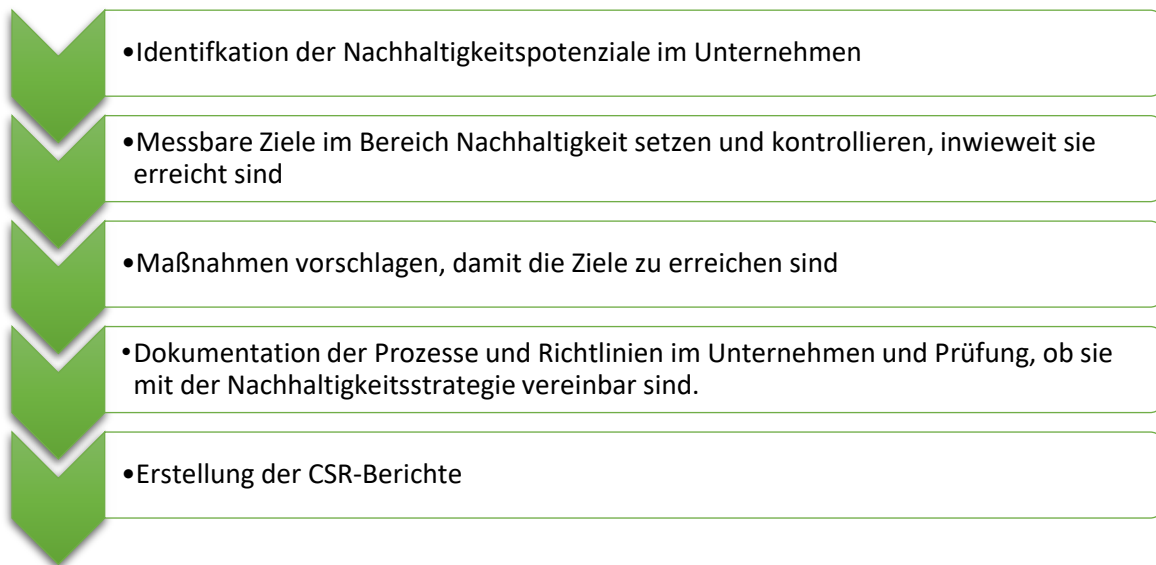 •Identifkation der Nachhaltigkeitspotenziale im Unternehmen
•Messbare Ziele im Bereich Nachhaltigkeit setzen und kontrollieren, inwieweit sie
erreicht sind
•Maßnahmen vorschlagen, damit die Ziele zu erreichen sind
•Dokumentation der Prozesse und Richtlinien im Unternehmen und Prüfung, ob sie
mit der Nachhaltigkeitsstrategie vereinbar sind.
•Erstellung der CSR-Berichte